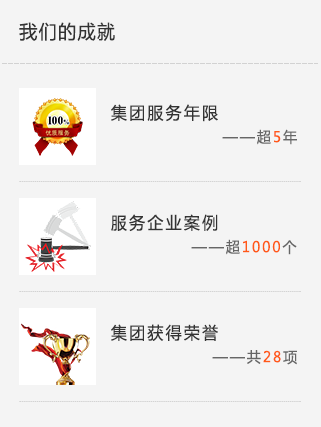 我们的成就
100%
优质服务
集团服务年限
——超5年
服务企业案例
——超1000个
集团获得荣誉
——共28项